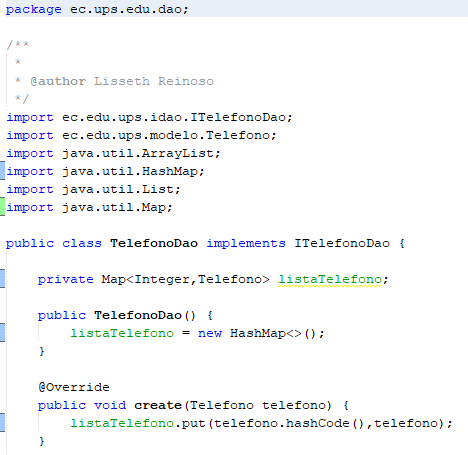 package ec.ups.edu.dao;
/**
*
* @author Lisseth Reinoso
*/
import ec.edu.ups.idao.ITelefonoDao;
import ec.edu.ups.modelo.Telefono;
import java.util.ArrayList;
import java.util.HashMap;
import java.util.List;
import java.util.Map;
public class TelefonoDao implements ITelefonoDao {
private Map<Integer,Telefono> listaTelefono;
public TelefonoDao() {
listaTelefono = new HashMap<>();
}
@Override
public void create(Telefono telefono) {
listaTelefono.put(telefono.hashCode(),telefono);
}